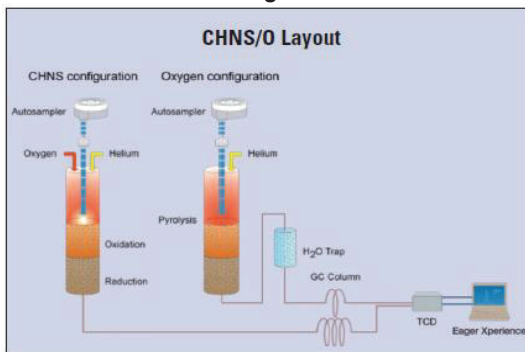 CHNS/O Layout
CHNS configuration
Oxygen configuration
Autosampler
Autosampler
Oxygen
Helium
Helium
Pyrolysis
Oxidation
H₂O Trap
Reduction
GC Column
TCD
Eager Xperience